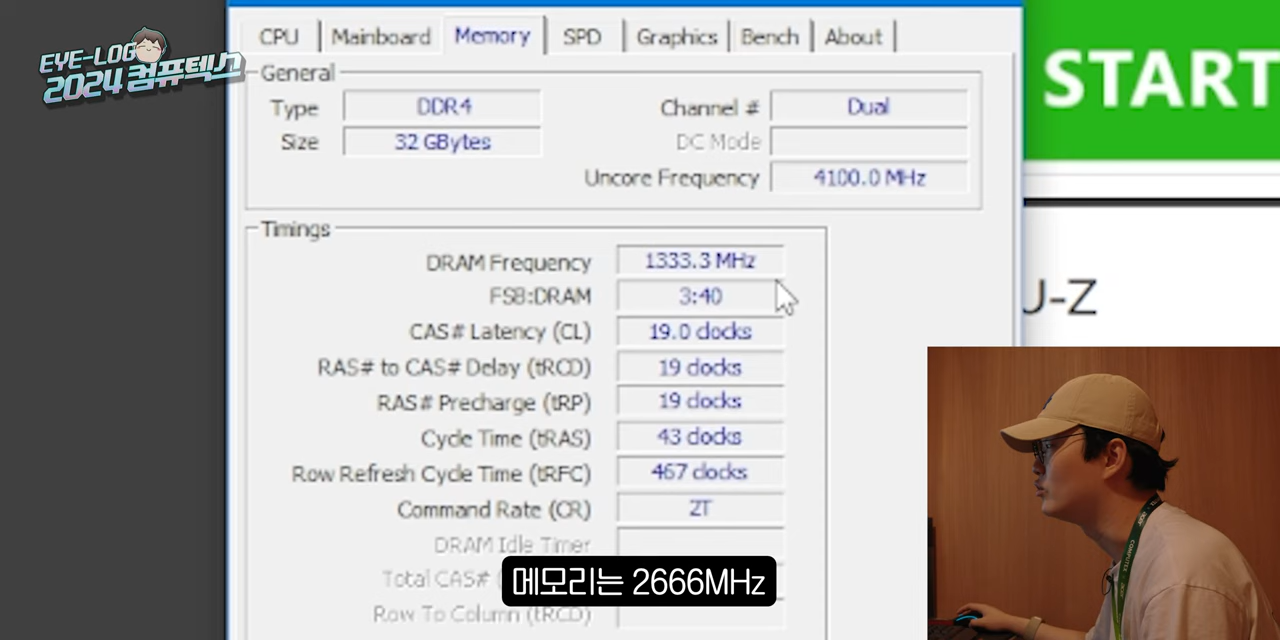 EYE-LOG
2024 컴퓨텍스
CPU Mainboard Memory SPD Graphics Bench About
General
Type DDR4 Channel # Dual
Size 32 GBytes DC Mode
Uncore Frequency 4100.0 MHz
Timings
DRAM Frequency 1333.3 MHz
FSB:DRAM 3:40
CAS# Latency (CL) 19.0 clocks
RAS# to CAS# Delay (tRCD) 19 clocks
RAS# Precharge (tRP) 19 clocks
Cycle Time (tRAS) 43 clocks
Row Refresh Cycle Time (tRFC) 467 clocks
Command Rate (CR) 2T
DRAM Idle Timer
Total CAS# (
Row To Column (tRCD)
메모리는 2666MHz
START
U-Z
COMPUTEX